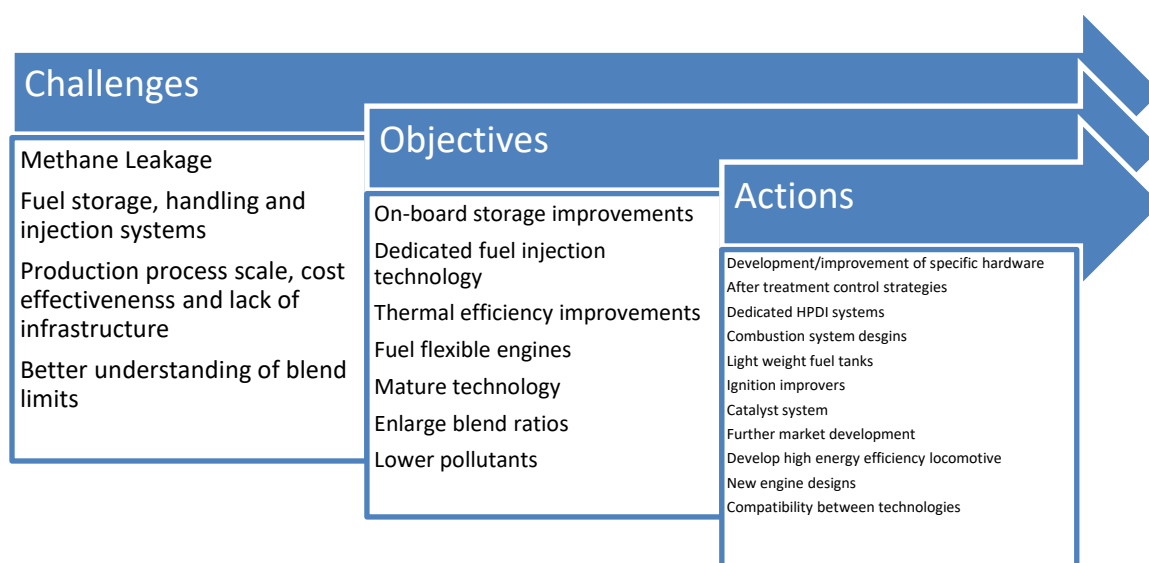 Challenges
Methane Leakage
Fuel storage, handling and
injection systems
Production process scale, cost
effectivenenss and lack of
infrastructure
Better understanding of blend
limits
Objectives
On-board storage improvements
Dedicated fuel injection
technology
Thermal efficiency improvements
Fuel flexible engines
Mature technology
Enlarge blend ratios
Lower pollutants
Actions
Development/improvement of specific hardware
After treatment control strategies
Dedicated HPDI systems
Combustion system desgins
Light weight fuel tanks
Ignition improvers
Catalyst system
Further market development
Develop high energy efficiency locomotive
New engine designs
Compatibility between technologies